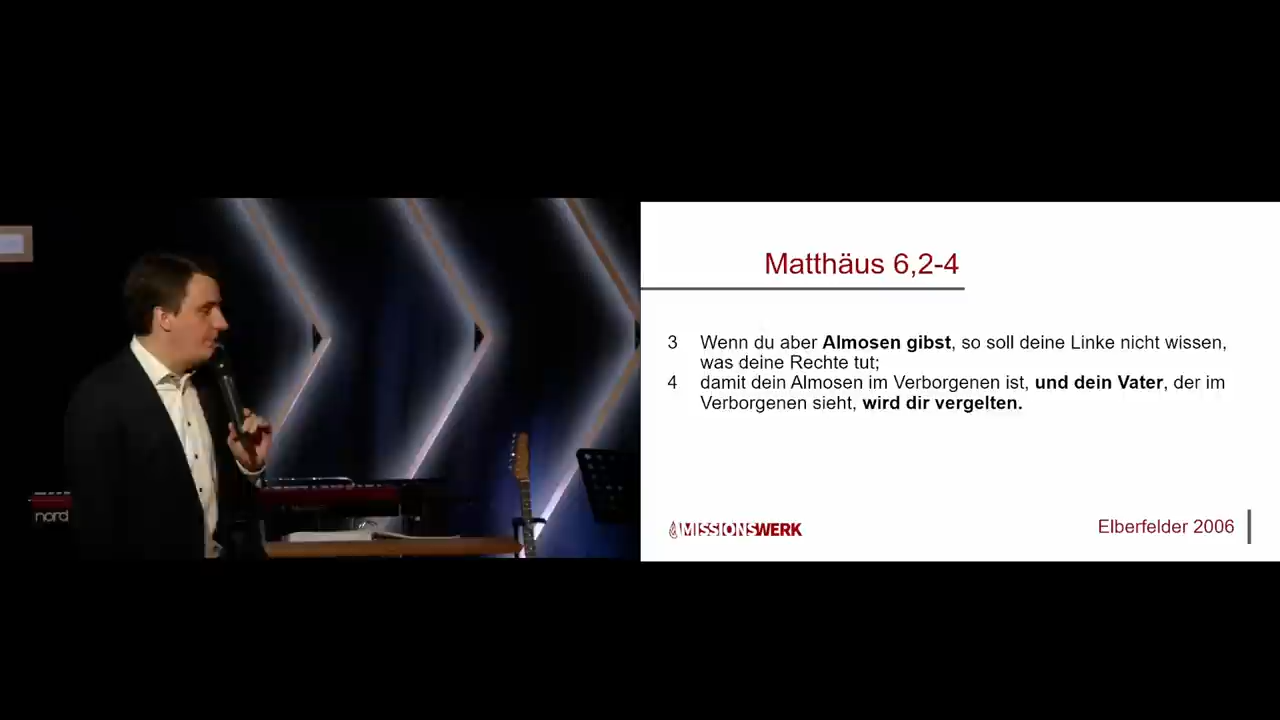 Matthäus 6,2-4
3 Wenn du aber Almosen gibst, so soll deine Linke nicht wissen,
was deine Rechte tut;
4 damit dein Almosen im Verborgenen ist, und dein Vater, der im
Verborgenen sieht, wird dir vergelten.
MISSIONSWERK
Elberfelder 2006
nord